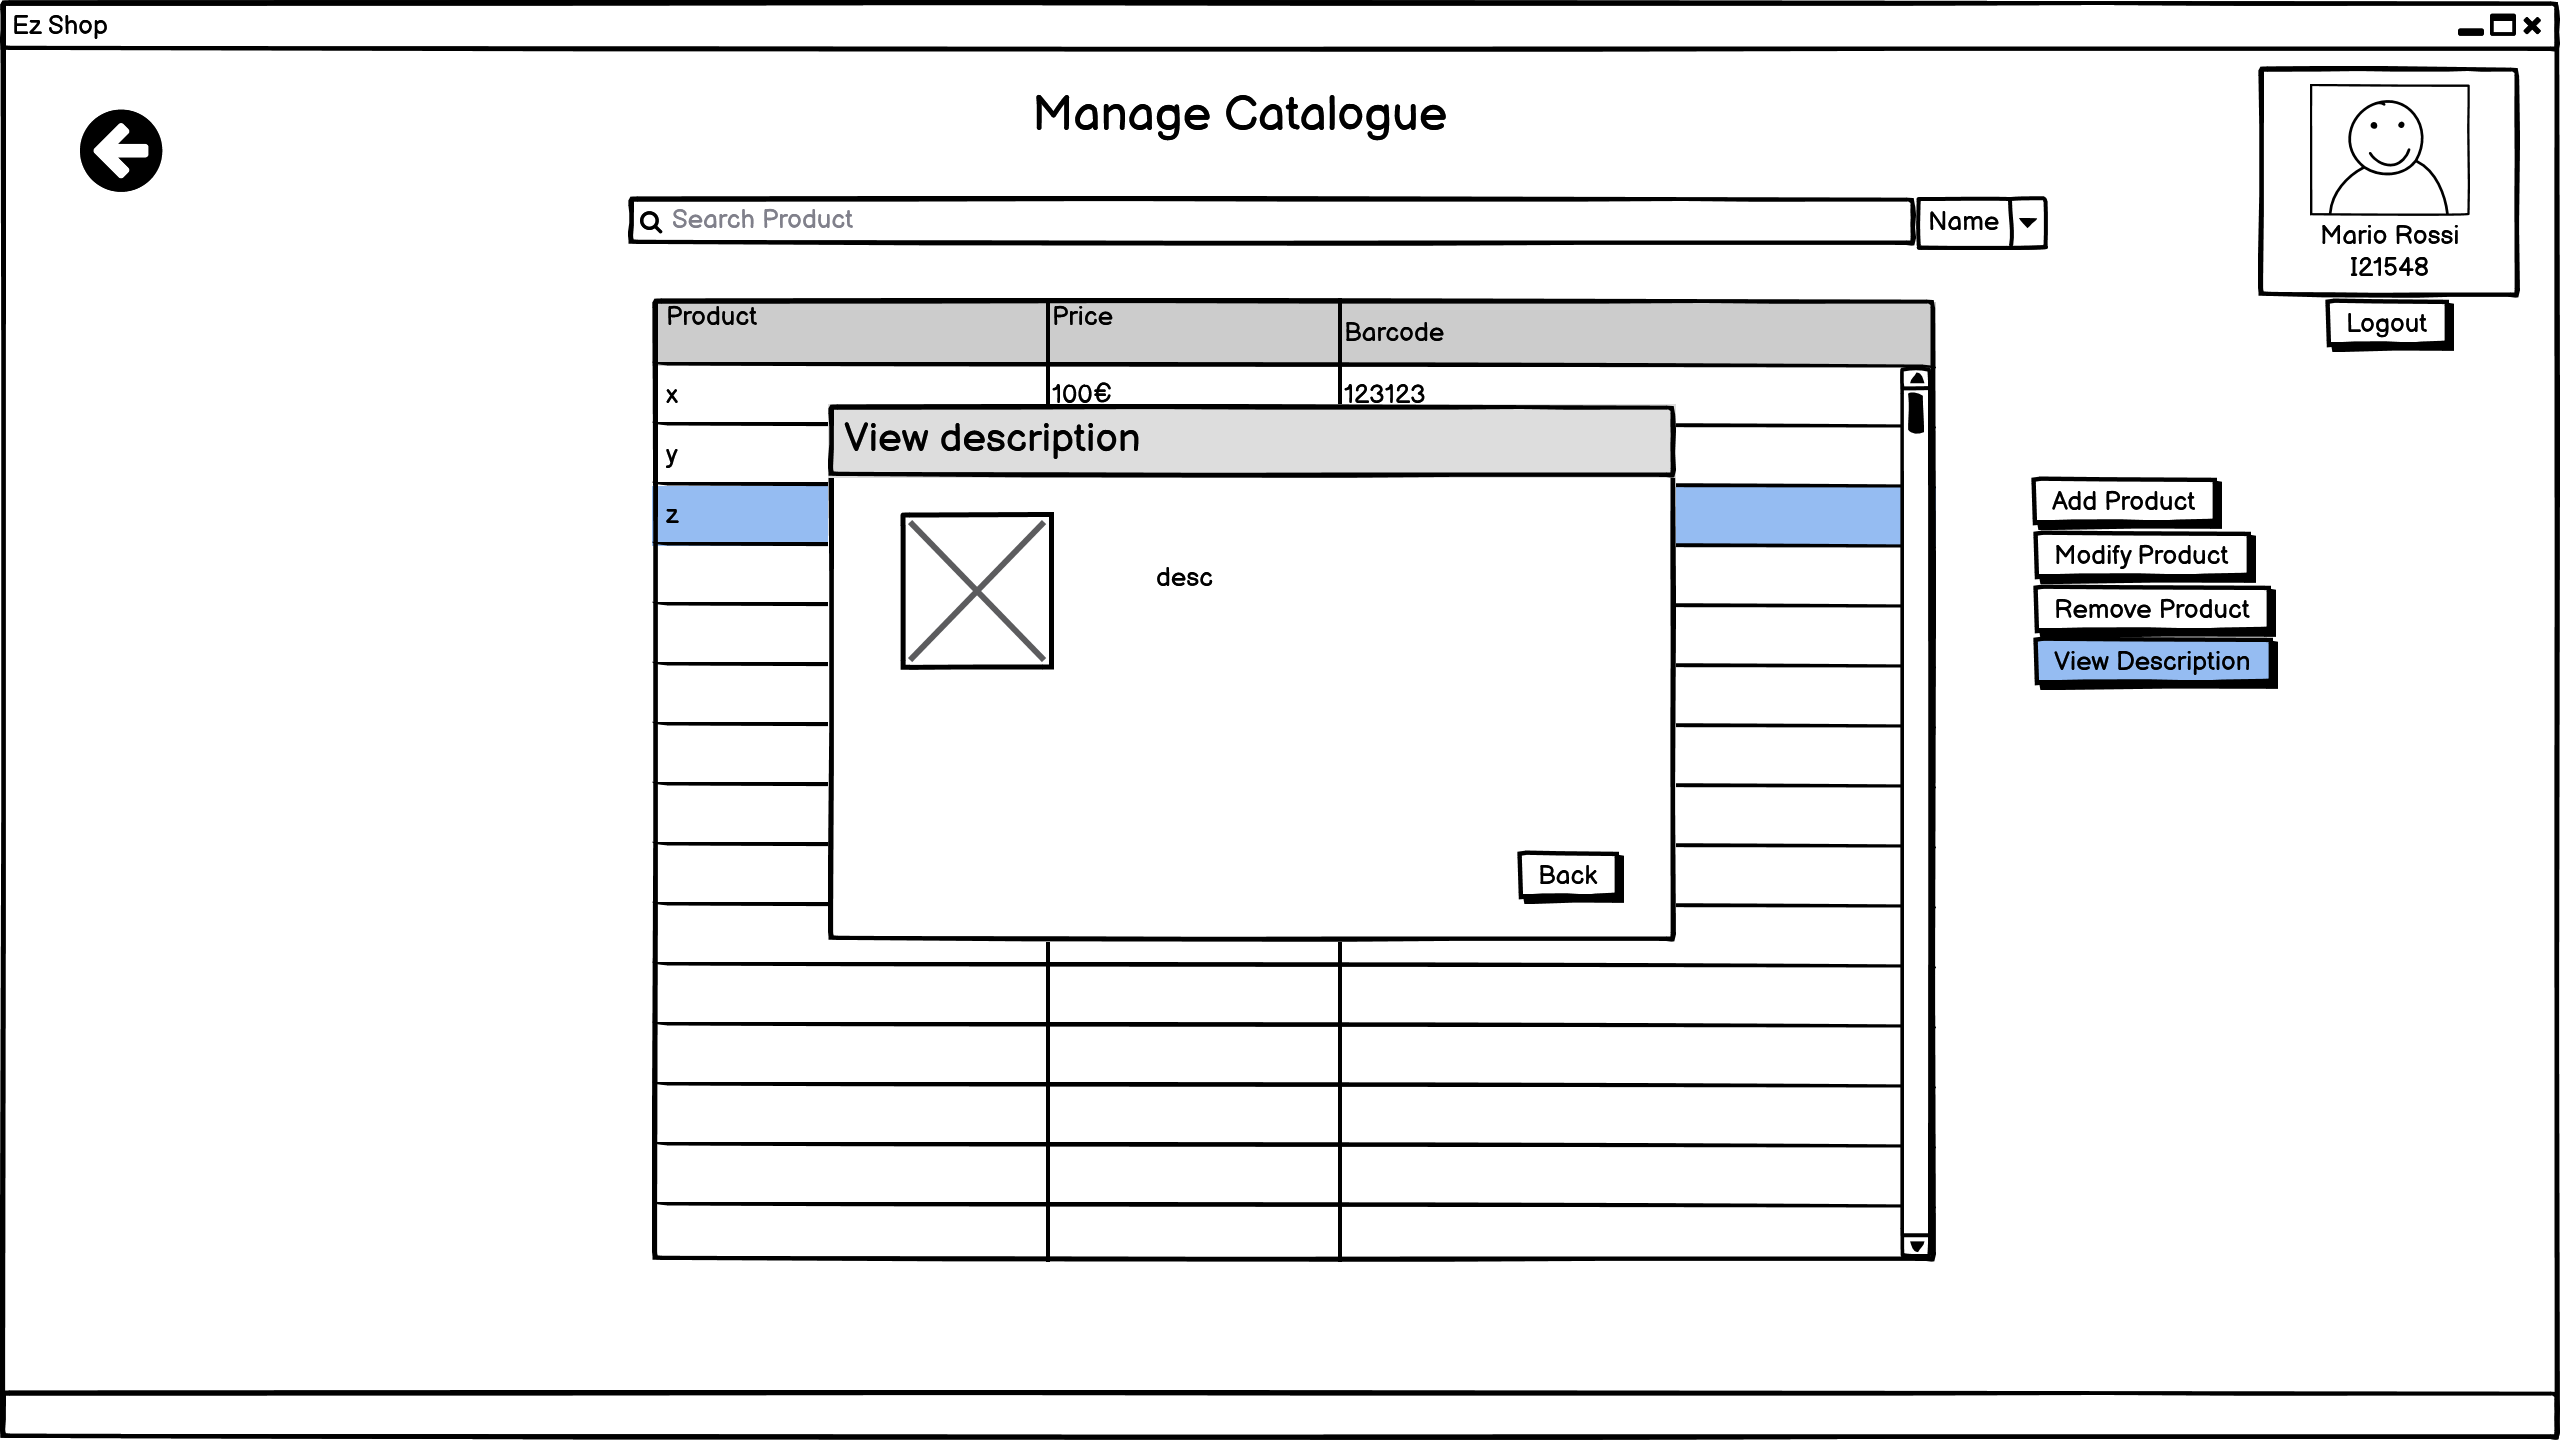 Ez Shop
Manage Catalogue
Search Product
Name
Mario Rossi
I21548
Logout
Product Price Barcode
x 100€ 123123
y
z
View description
desc
Back
Add Product
Modify Product
Remove Product
View Description